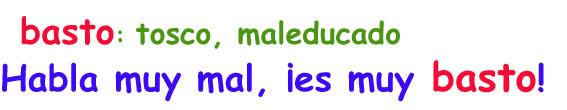 basto: tosco, maleducado
Habla muy mal, ¡es muy basto!